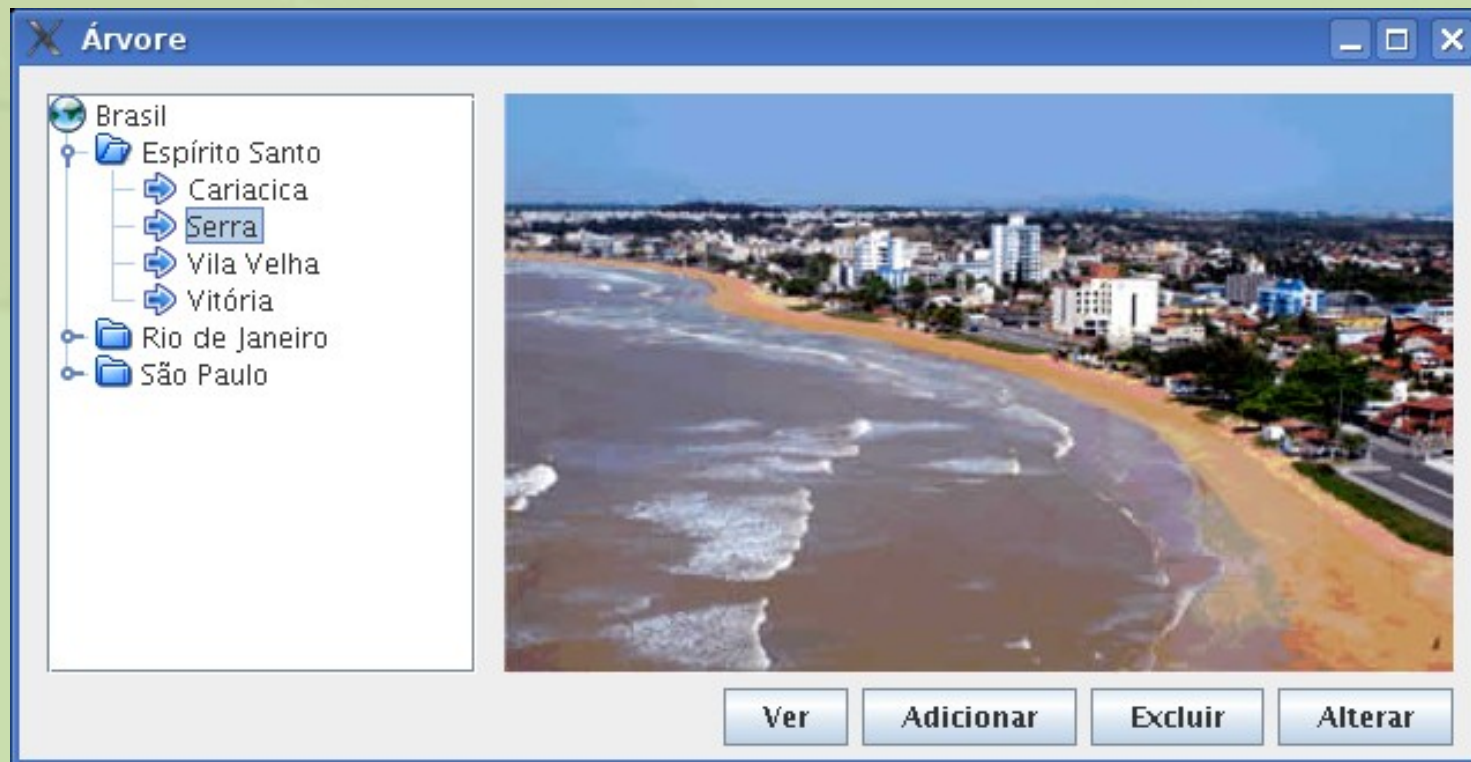 Árvore
Brasil
Espírito Santo
Cariacica
Serra
Vila Velha
Vitória
Rio de Janeiro
São Paulo
Ver
Adicionar
Excluir
Alterar